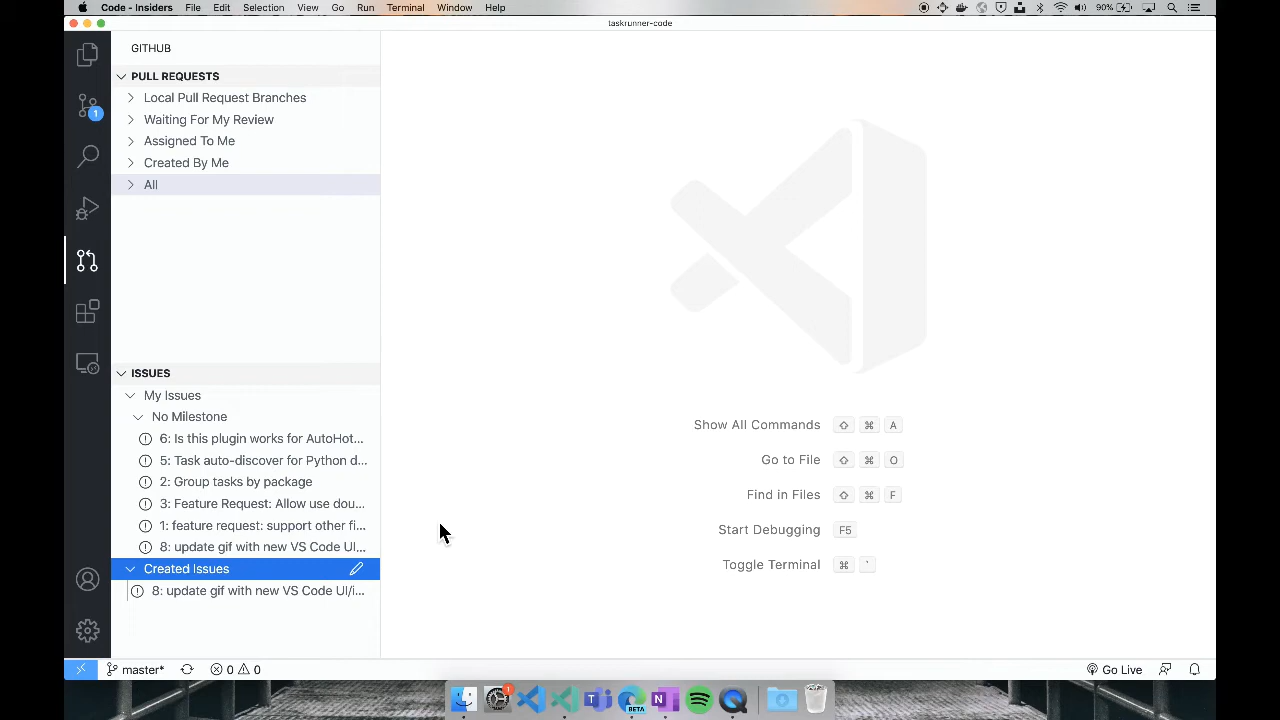 Code - Insiders File Edit Selection View Go Run Terminal Window Help 90%
taskrunner-code
GITHUB
PULL REQUESTS
Local Pull Request Branches
Waiting For My Review
Assigned To Me
Created By Me
All
ISSUES
My Issues
No Milestone
6: Is this plugin works for AutoHot...
5: Task auto-discover for Python d...
2: Group tasks by package
3: Feature Request: Allow use dou...
1: feature request: support other fi...
8: update gif with new VS Code UI...
Created Issues
8: update gif with new VS Code UI/i...
1
Show All Commands ⇧ ⌘ A
Go to File ⇧ ⌘ O
Find in Files ⇧ ⌘ F
Start Debugging F5
Toggle Terminal ⌘ `
master* 0 0 Go Live
1
BETA